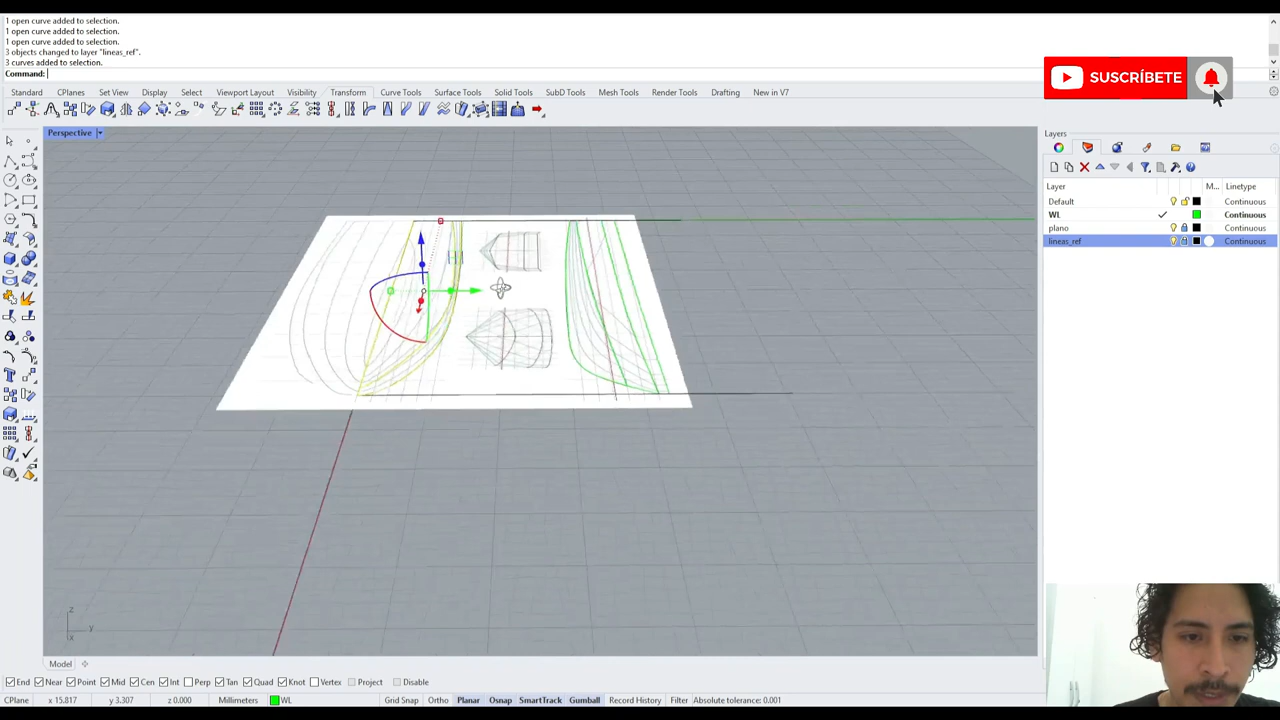 1 open curve added to selection.
1 open curve added to selection.
1 open curve added to selection.
3 objects changed to layer "lineas_ref".
3 curves added to selection.
Command:
SUSCRÍBETE
Standard CPlanes Set View Display Select Viewport Layout Visibility Transform Curve Tools Surface Tools Solid Tools SubD Tools Mesh Tools Render Tools Drafting New in V7
Perspective
Layers
Layer M... Linetype
Default Continuous
WL Continuous
plano Continuous
lineas_ref Continuous
z
y
x
Model
End Near Point Mid Cen Int Perp Tan Quad Knot Vertex Project Disable
CPlane x 15.817 y 3.307 z 0.000 Millimeters WL Grid Snap Ortho Planar Osnap SmartTrack Gumball Record History Filter Absolute tolerance: 0.001